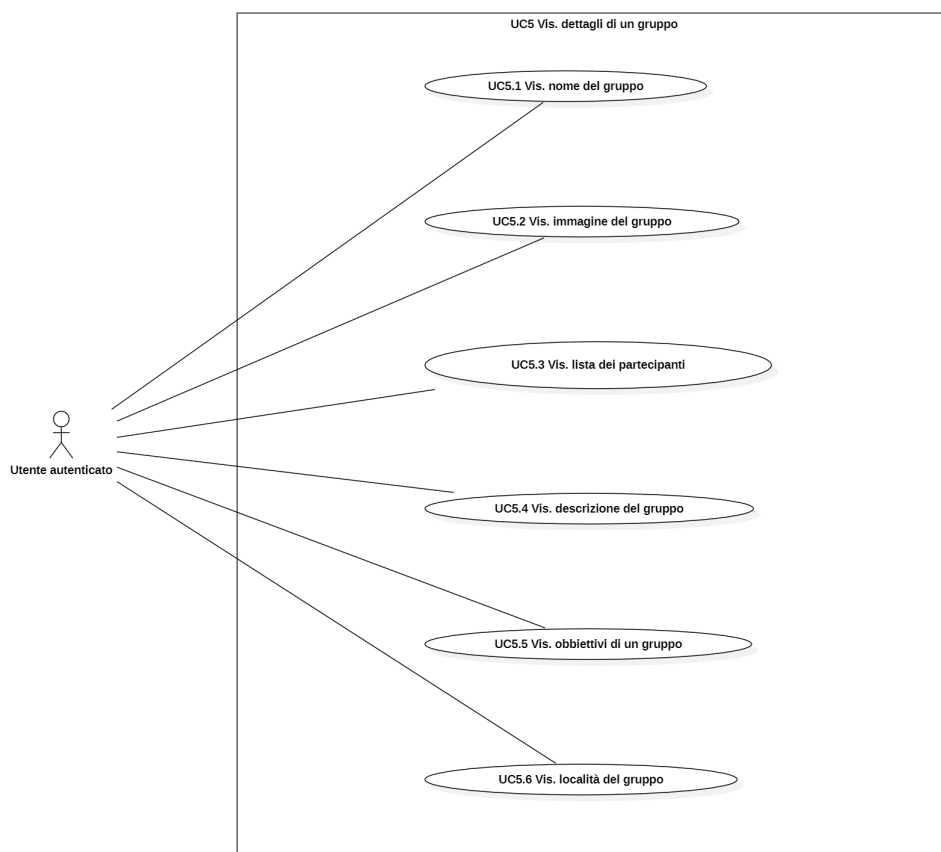 UC5 Vis. dettagli di un gruppo
UC5.1 Vis. nome del gruppo
UC5.2 Vis. immagine del gruppo
UC5.3 Vis. lista dei partecipanti
Utente autenticato
UC5.4 Vis. descrizione del gruppo
UC5.5 Vis. obbiettivi di un gruppo
UC5.6 Vis. località del gruppo